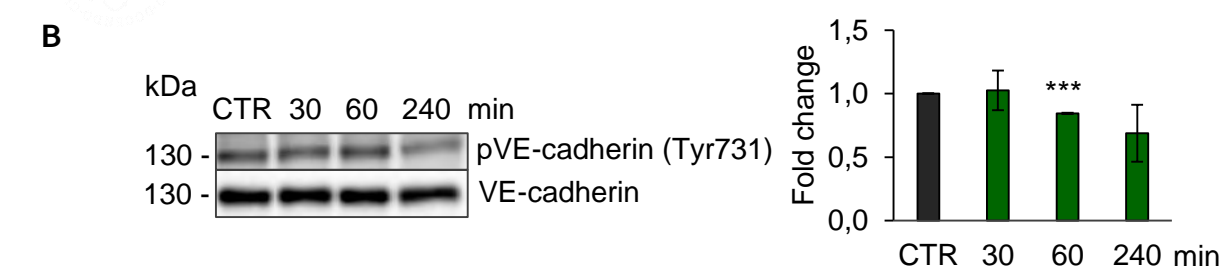 B
kDa
CTR 30 60 240 min
130 - pVE-cadherin (Tyr731)
130 - VE-cadherin
Fold change
1,5
1,0
0,5
0,0
***
CTR 30 60 240 min